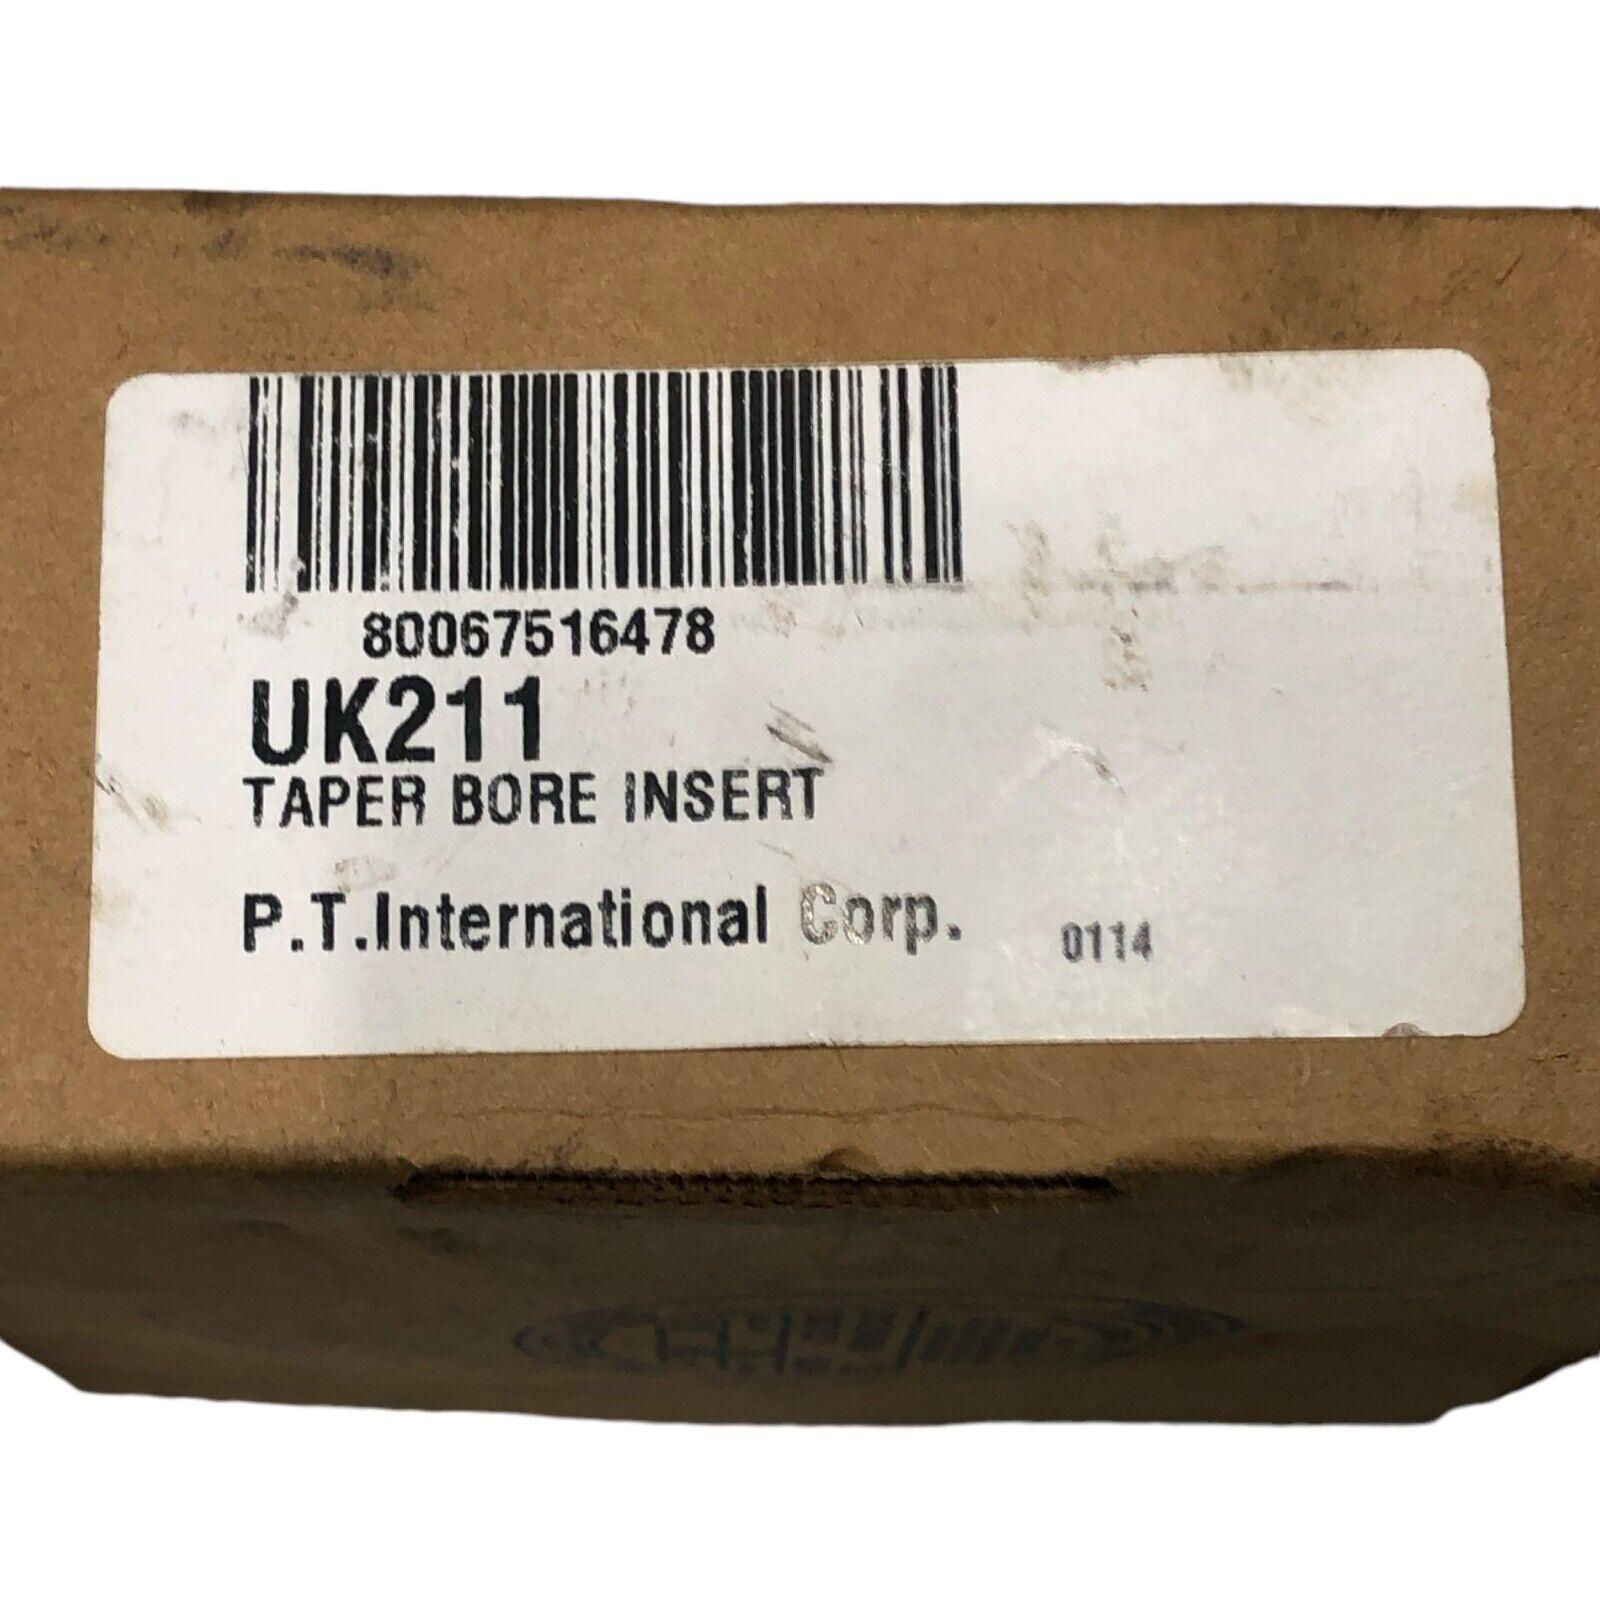 80067516478
UK211
TAPER BORE INSERT
P.T.International Corp.
0114